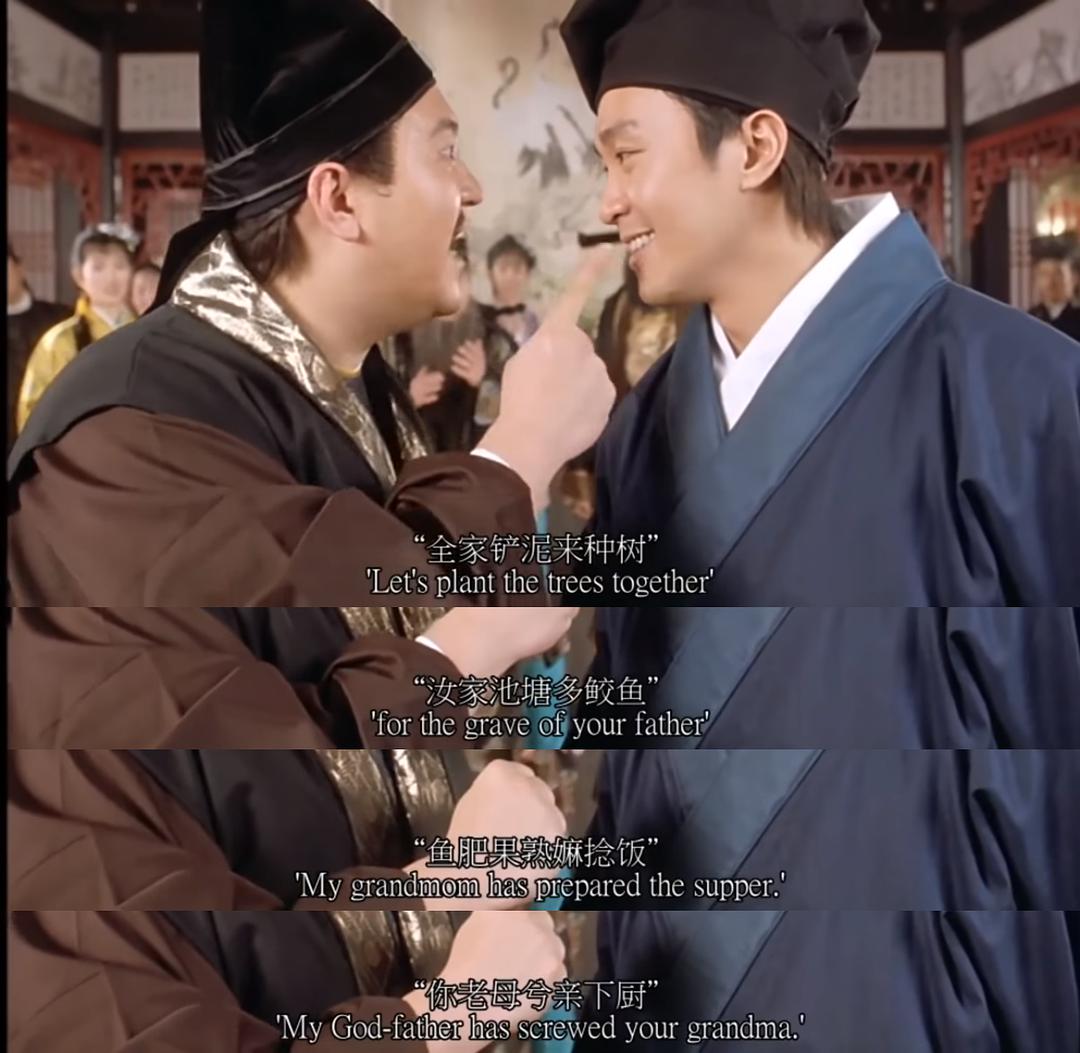 “全家铲泥来种树”
'Let's plant the trees together'
“汝家池塘多鲛鱼”
'for the grave of your father'
“鱼肥果熟嫲捻饭”
'My grandmom has prepared the supper.'
“你老母兮亲下厨”
'My God-father has screwed your grandma.'